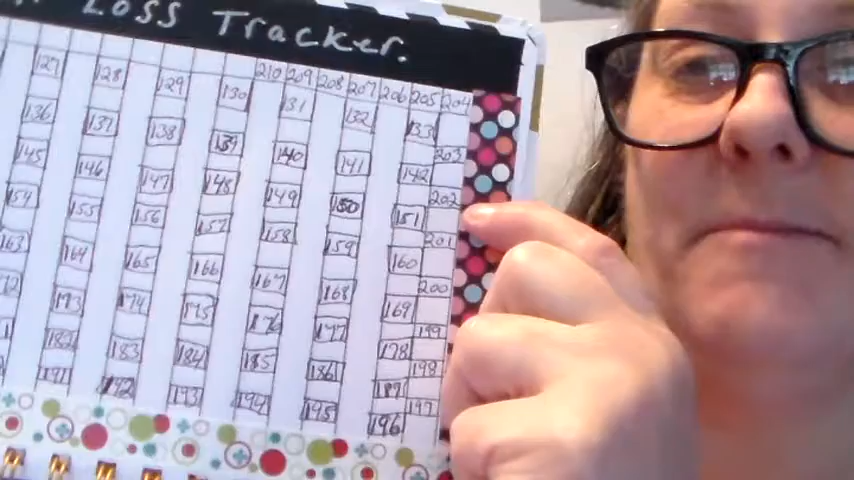 Loss Tracker.
210 209 208 207 206 205 204
127 128 129 130 131 132 133
203
136 137 138 139 140 141 142
202
145 146 147 148 149 150 151
201
154 155 156 157 158 159 160
200
163 164 165 166 167 168 169
199
173 174 175 176 177 178
198
182 183 184 185 186 187
197
191 192 193 194 195 196